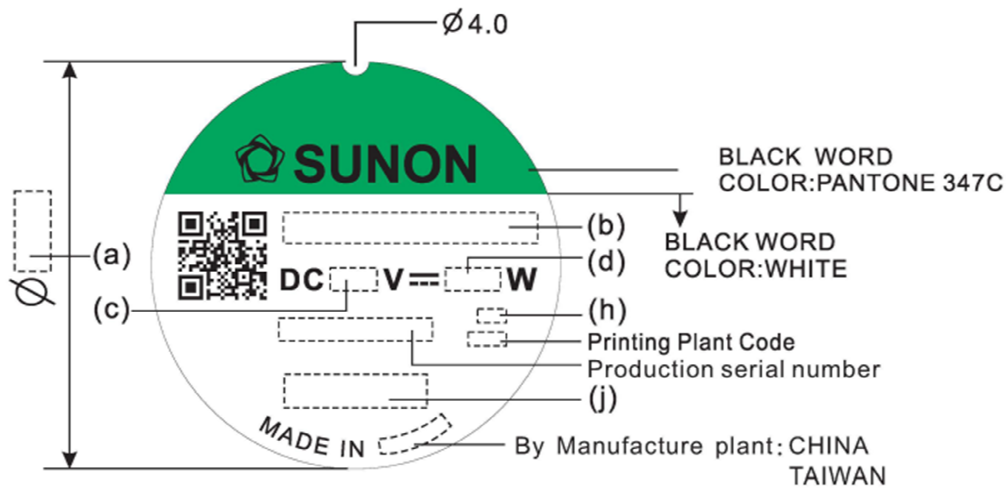 Ø4.0
SUNON
BLACK WORD
COLOR:PANTONE 347C
BLACK WORD
COLOR:WHITE
(a)
Ø
(b)
(c)
(d)
DC V⎓ W
(h)
Printing Plant Code
Production serial number
(j)
MADE IN
By Manufacture plant: CHINA
TAIWAN